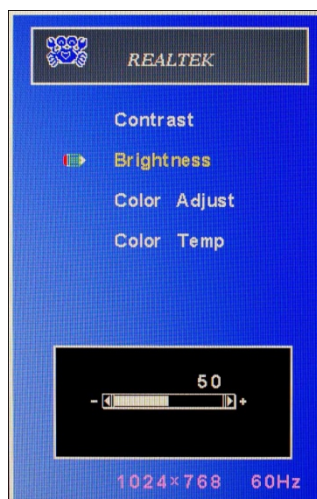 REALTEK
Contrast
Brightness
Color Adjust
Color Temp
50
- +
1024×768 60Hz